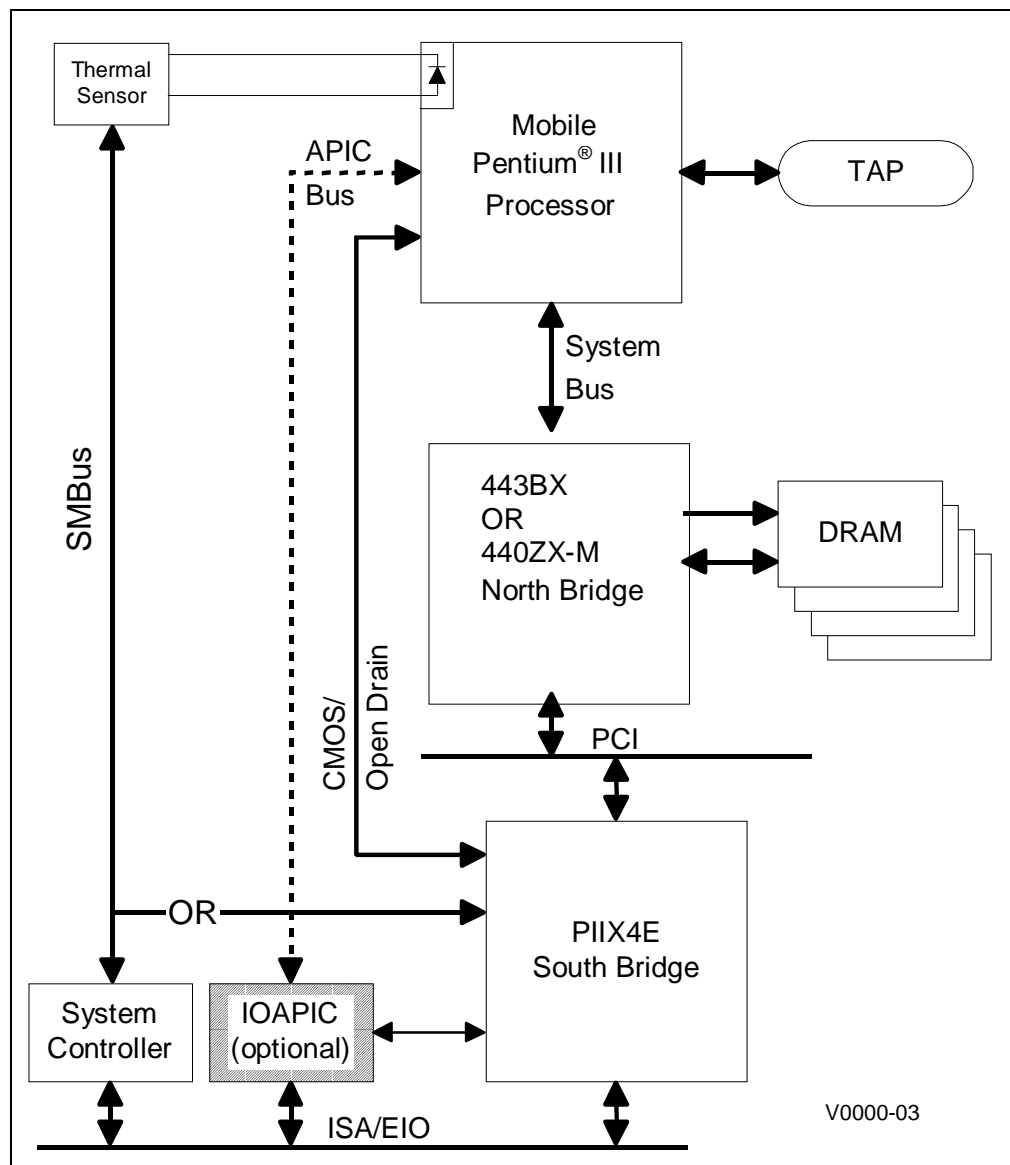 Thermal
Sensor
Mobile
Pentium® III
Processor
TAP
APIC
Bus
System
Bus
SMBus
443BX
OR
440ZX-M
North Bridge
DRAM
CMOS/
Open Drain
PCI
OR
PIIX4E
South Bridge
System
Controller
IOAPIC
(optional)
ISA/EIO
V0000-03